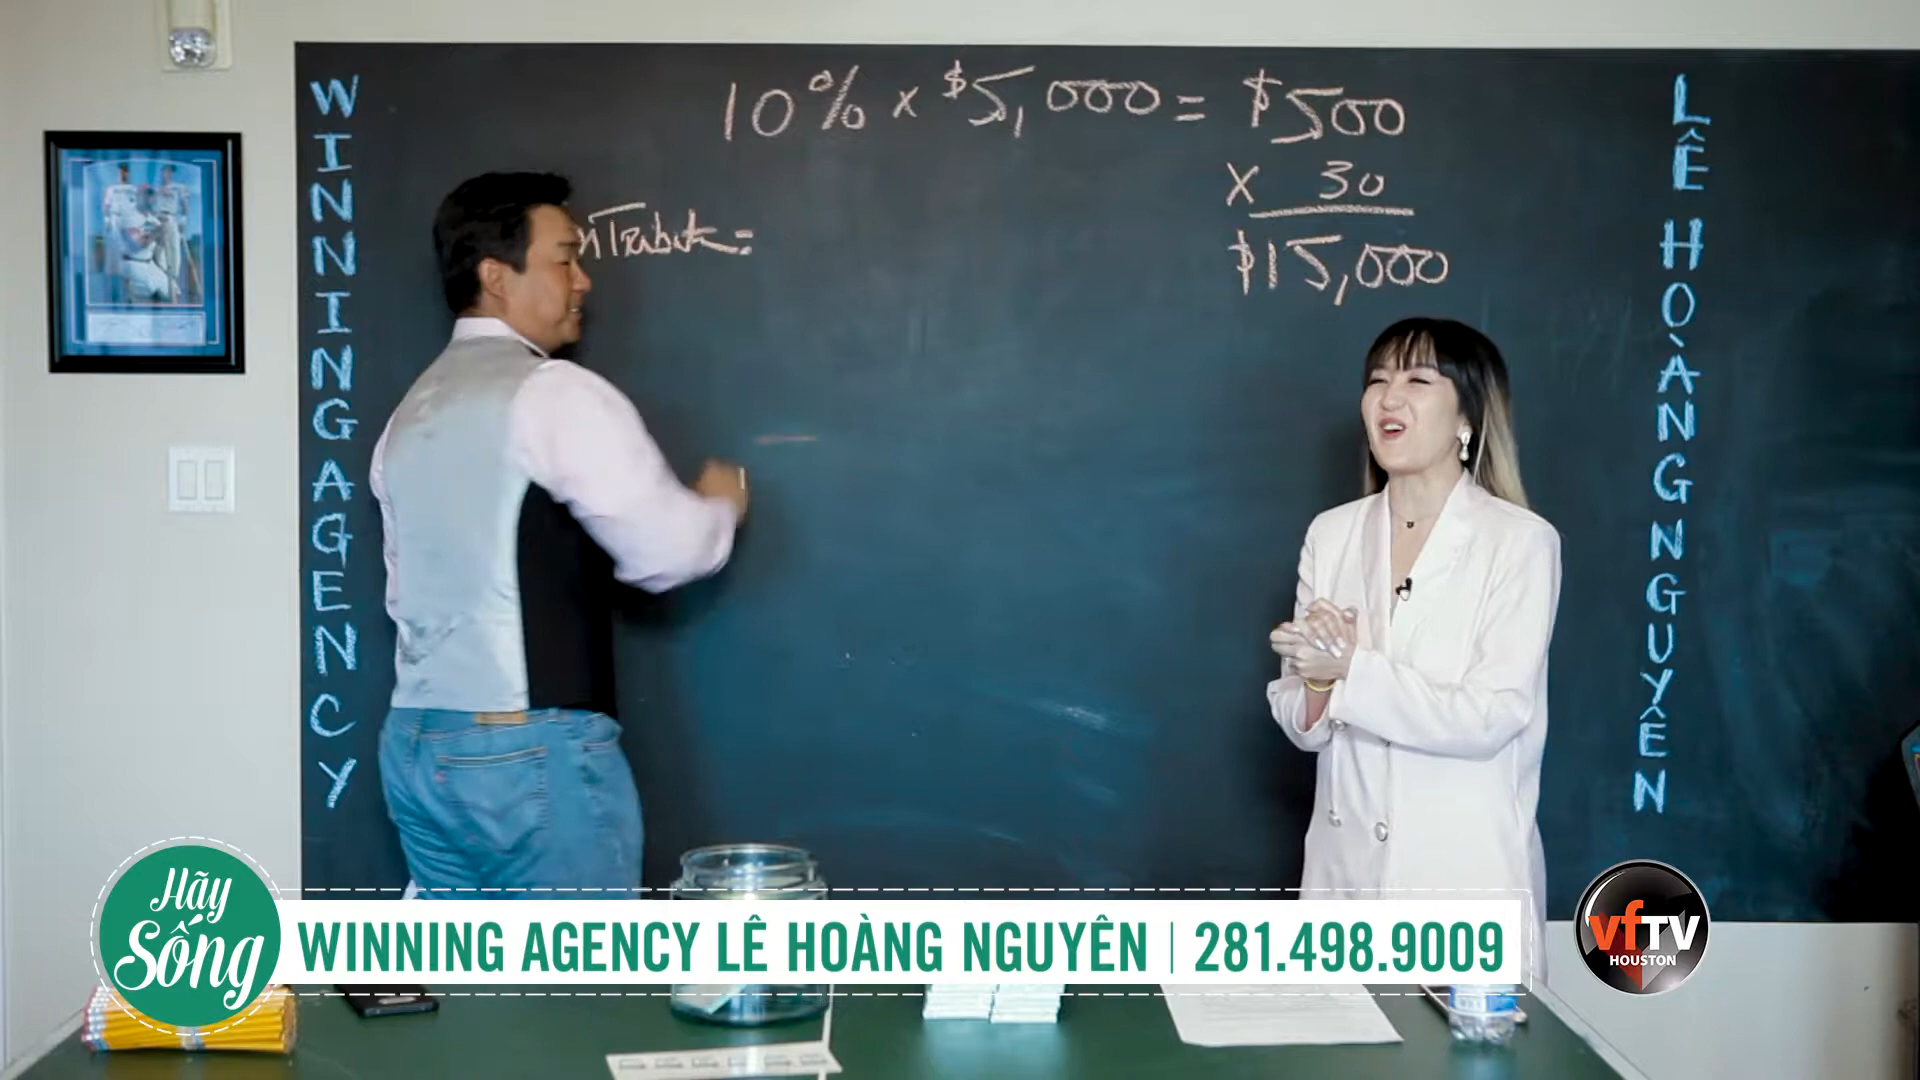 10% x $5,000 = $500
x 30
$15,000
WINNING AGENCY
LÊ HOÀNG NGUYÊN
Hãy
Sống
WINNING AGENCY LÊ HOÀNG NGUYÊN | 281.498.9009
vfTV
HOUSTON